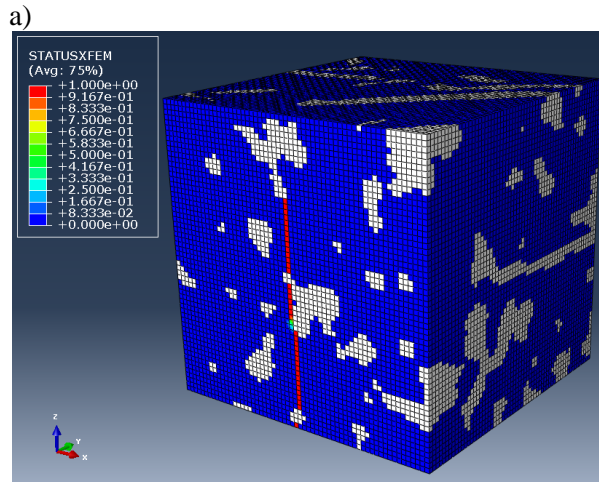 a)
STATUSXFEM
(Avg: 75%)
+1.000e+00
+9.167e-01
+8.333e-01
+7.500e-01
+6.667e-01
+5.833e-01
+5.000e-01
+4.167e-01
+3.333e-01
+2.500e-01
+1.667e-01
+8.333e-02
+0.000e+00
Z
Y
X